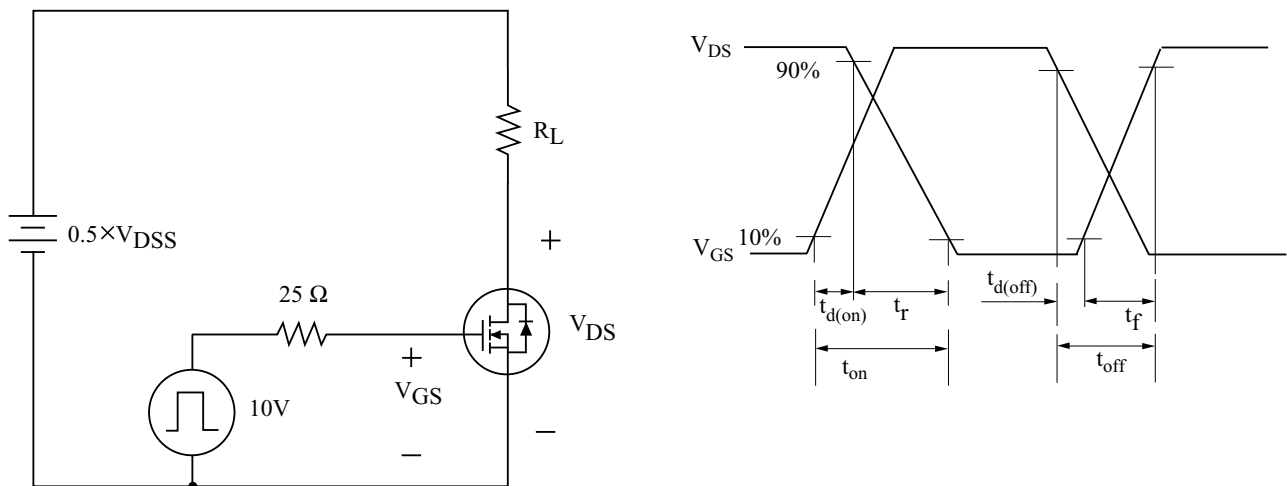 R_L
0.5×V_DSS
+
25 Ω
V_DS
+
V_GS
10V
−
−
V_DS
90%
V_GS
10%
t_d(on)
t_r
t_d(off)
t_f
t_on
t_off